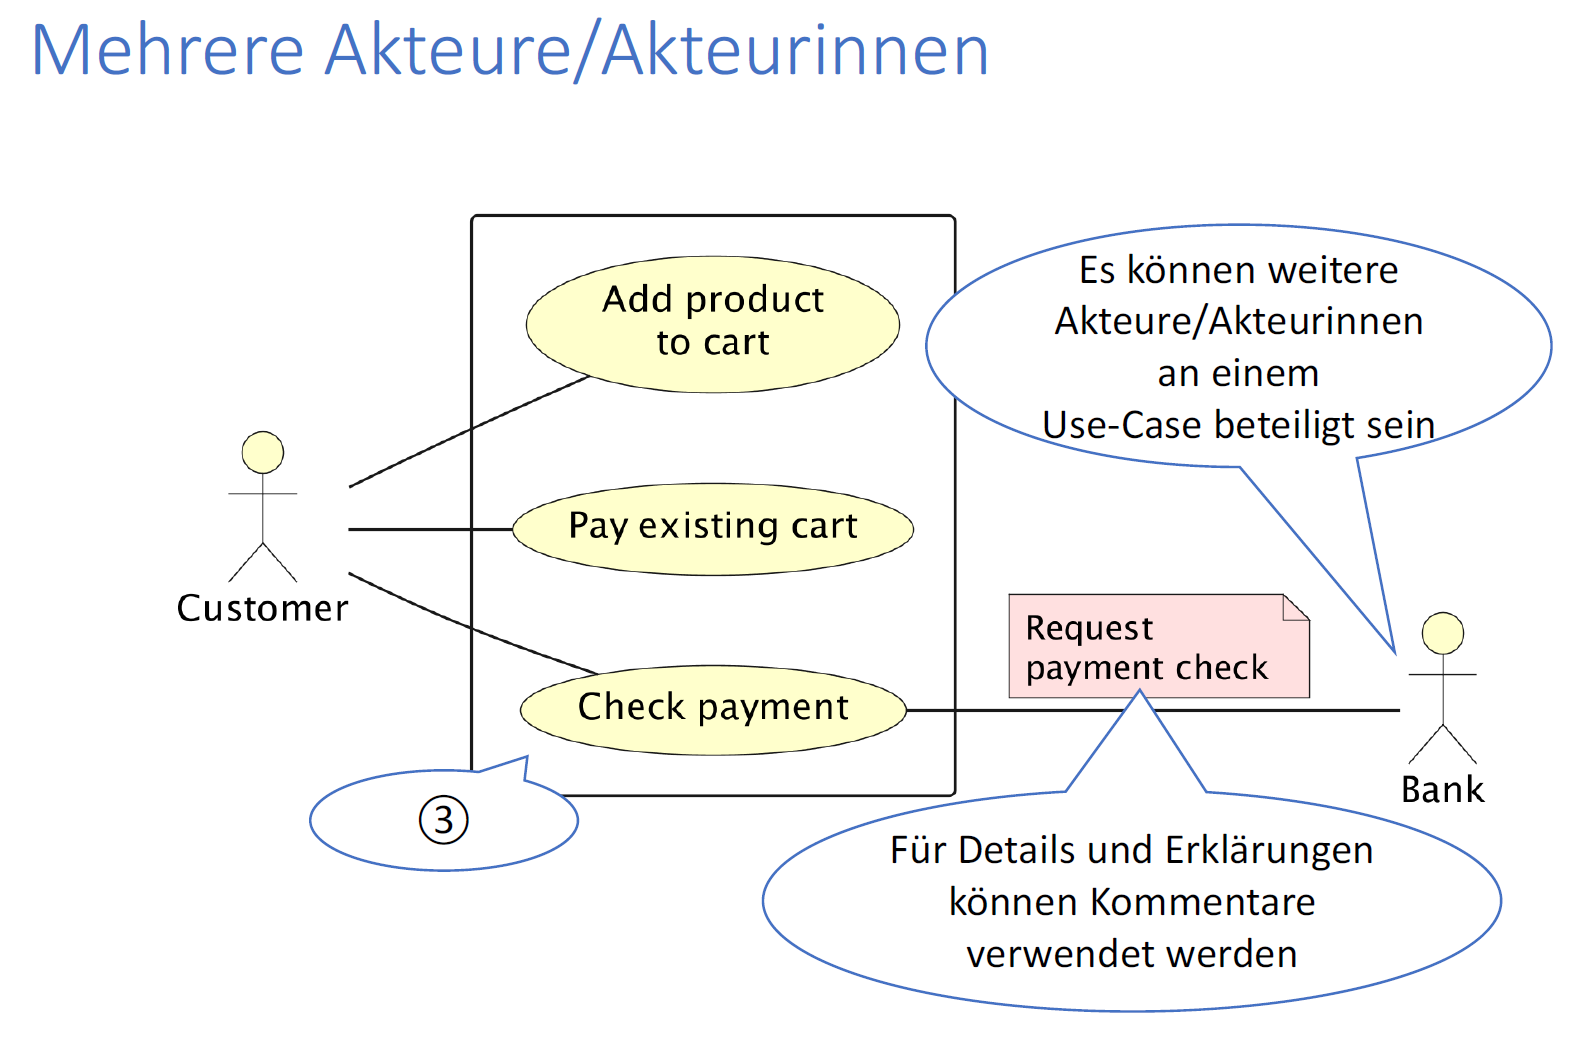 Mehrere Akteure/Akteurinnen
Add product
to cart
Es können weitere
Akteure/Akteurinnen
an einem
Use-Case beteiligt sein
Pay existing cart
Customer
Request
payment check
Check payment
Bank
③
Für Details und Erklärungen
können Kommentare
verwendet werden